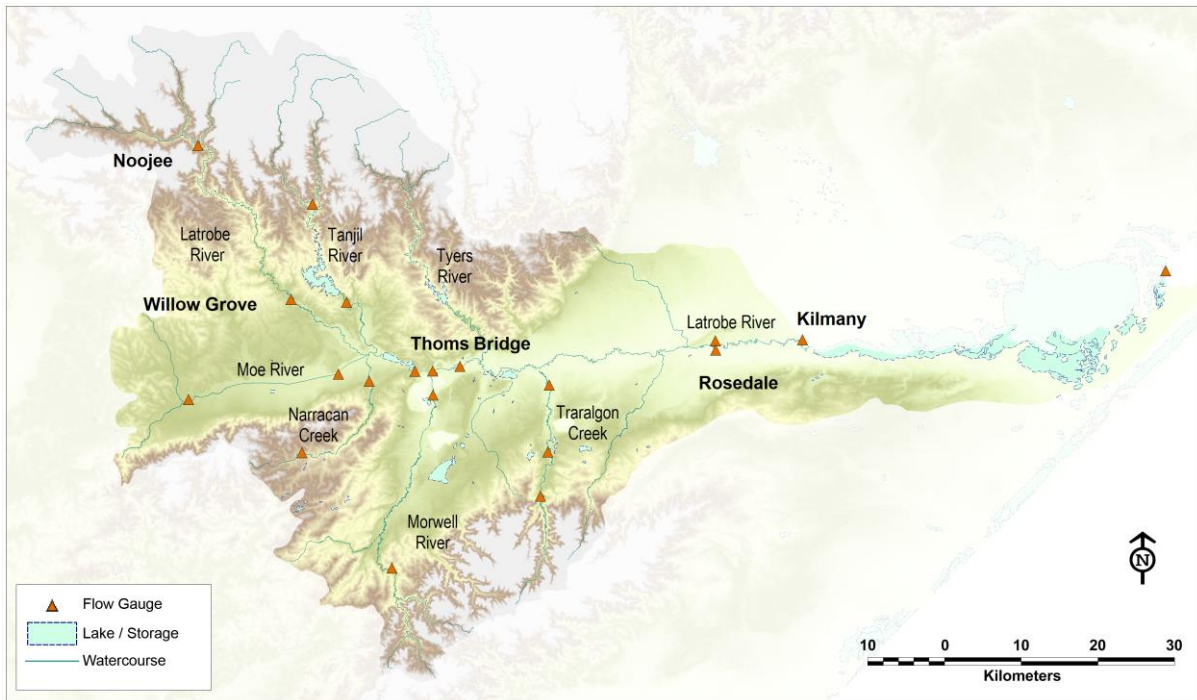 Noojee
Latrobe
River
Tanjil
River
Tyers
River
Willow Grove
Thoms Bridge
Latrobe River
Kilmany
Moe River
Rosedale
Narracan
Creek
Traralgon
Creek
Morwell
River
N
Flow Gauge
Lake / Storage
Watercourse
10 0 10 20 30
Kilometers